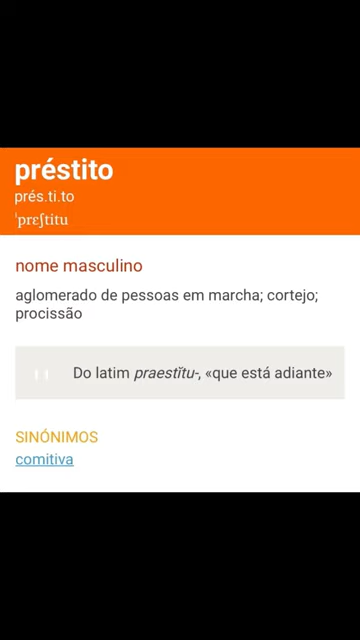 préstito
prés.ti.to
ˈprɛʃtitu
nome masculino
aglomerado de pessoas em marcha; cortejo;
procissão
Do latim praestĭtu-, «que está adiante»
SINÓNIMOS
comitiva